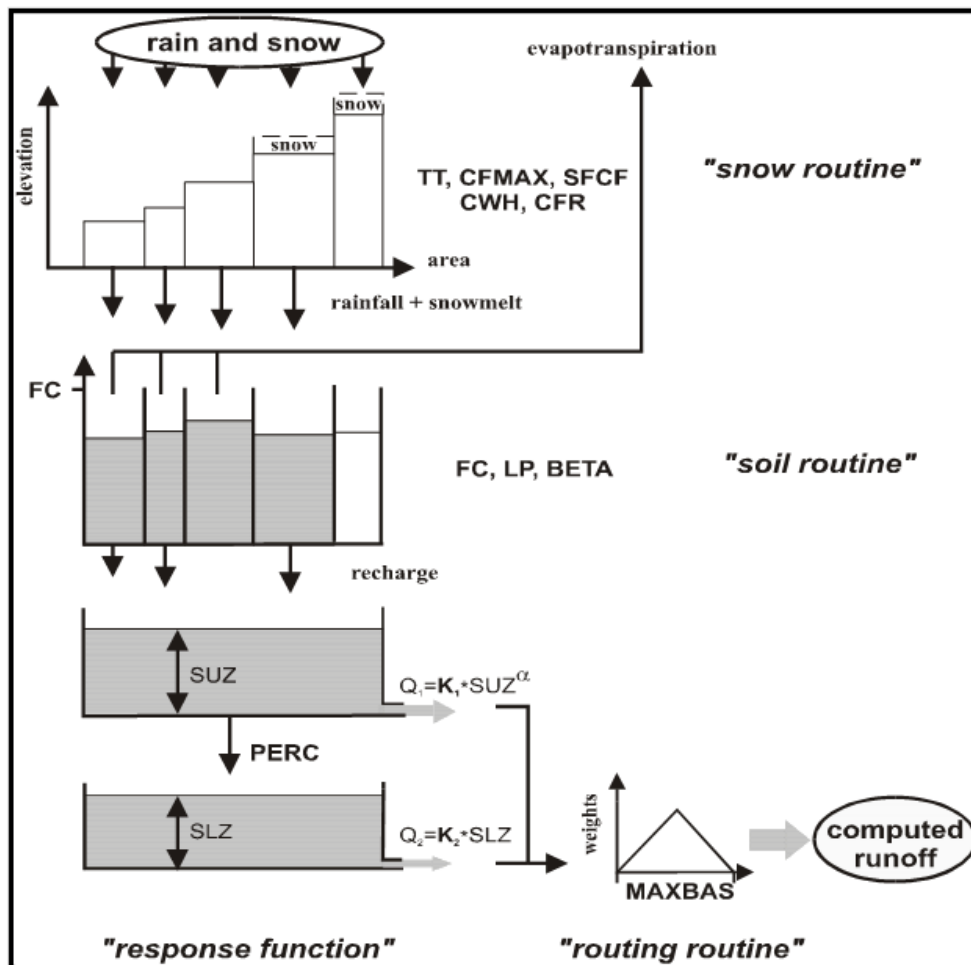 rain and snow
evapotranspiration
elevation
snow
snow
TT, CFMAX, SFCF
CWH, CFR
"snow routine"
area
rainfall + snowmelt
FC
FC, LP, BETA
"soil routine"
recharge
SUZ
Q₁=K₁*SUZ^α
PERC
SLZ
Q₂=K₂*SLZ
weights
MAXBAS
computed
runoff
"response function"
"routing routine"